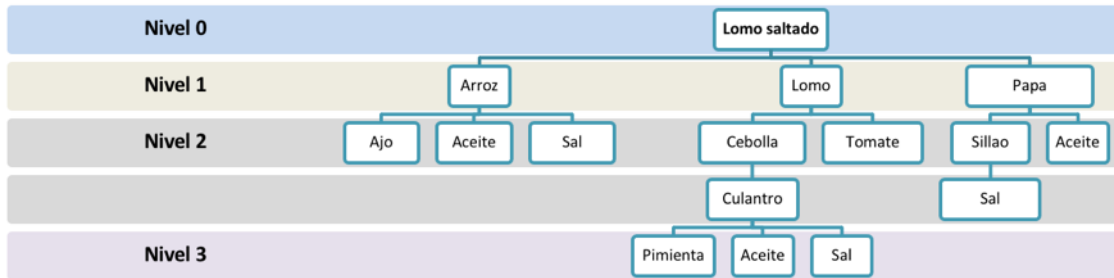 Nivel 0
Lomo saltado
Nivel 1
Arroz
Lomo
Papa
Nivel 2
Ajo
Aceite
Sal
Cebolla
Tomate
Sillao
Aceite
Culantro
Sal
Nivel 3
Pimienta
Aceite
Sal